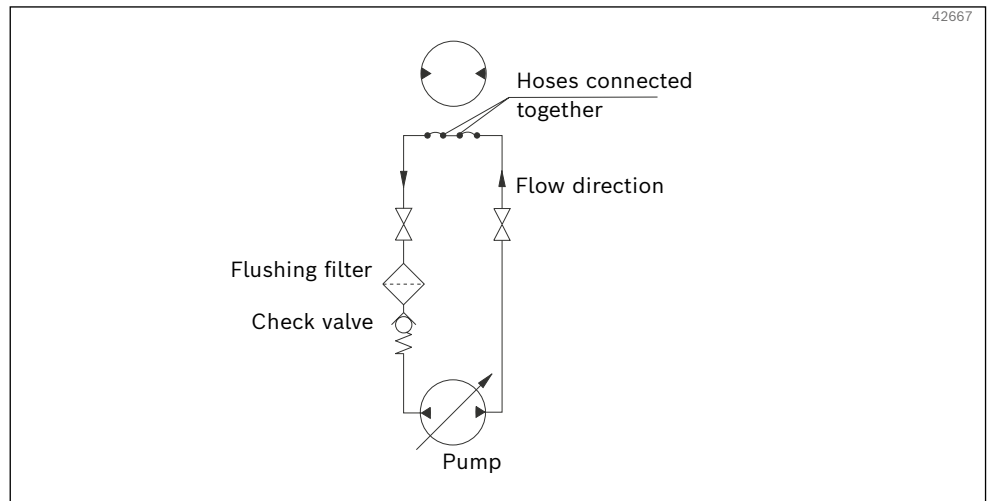 42667
Hoses connected
together
Flow direction
Flushing filter
Check valve
Pump